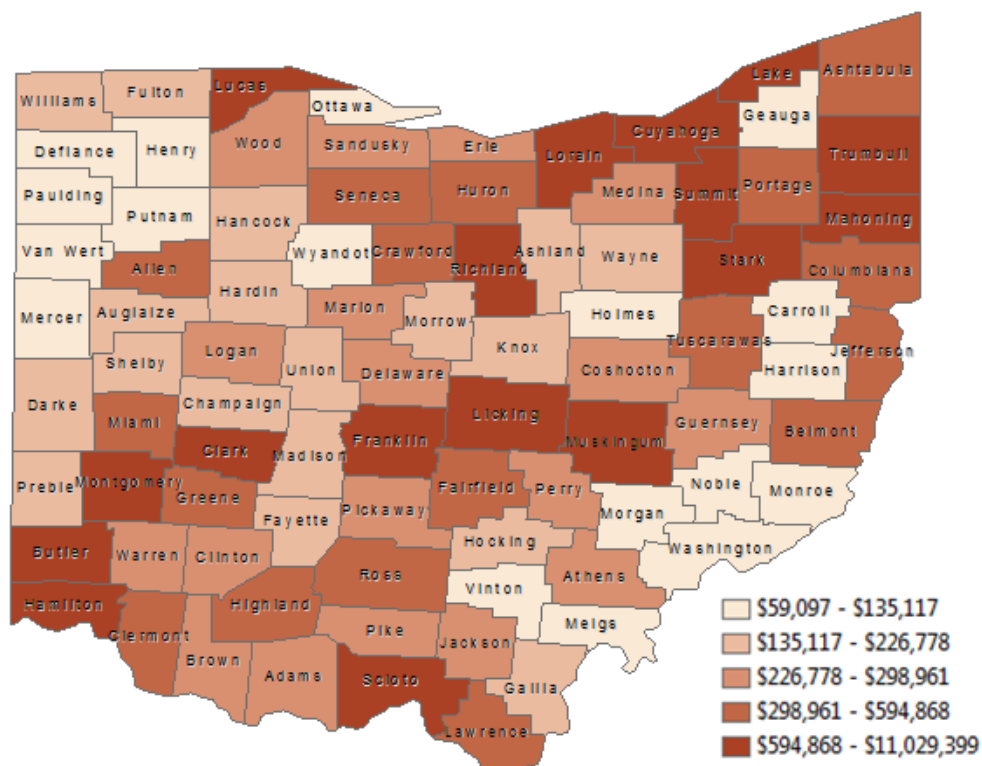 Williams
Fulton
Lucas
Ottawa
Lake
Ashtabula
Geauga
Defiance
Henry
Wood
Sandusky
Erie
Lorain
Cuyahoga
Trumbull
Paulding
Putnam
Seneca
Huron
Medina
Summit
Portage
Mahoning
Hancock
Van Wert
Allen
Wyandot
Crawford
Richland
Ashland
Wayne
Stark
Columbiana
Mercer
Auglaize
Hardin
Marion
Morrow
Holmes
Carroll
Tuscarawas
Jefferson
Shelby
Logan
Union
Knox
Delaware
Coshocton
Harrison
Darke
Champaign
Miami
Licking
Guernsey
Belmont
Clark
Franklin
Muskingum
Madison
Preble
Montgomery
Greene
Fairfield
Perry
Noble
Monroe
Fayette
Pickaway
Morgan
Butler
Warren
Clinton
Hocking
Washington
Ross
Athens
Vinton
Hamilton
Highland
Clermont
Pike
Meigs
Jackson
Brown
Adams
Scioto
Gallia
Lawrence
$59,097 - $135,117
$135,117 - $226,778
$226,778 - $298,961
$298,961 - $594,868
$594,868 - $11,029,399